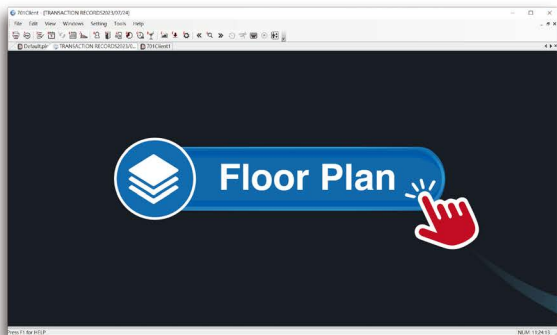 701Client - [TRANSACTION RECORDS2023/07/24]
File Edit View Windows Setting Tools Help
Default.plr TRANSACTION RECORDS2023/0... 701Client1
Floor Plan
Press F1 for HELP
NUM 11:24:13